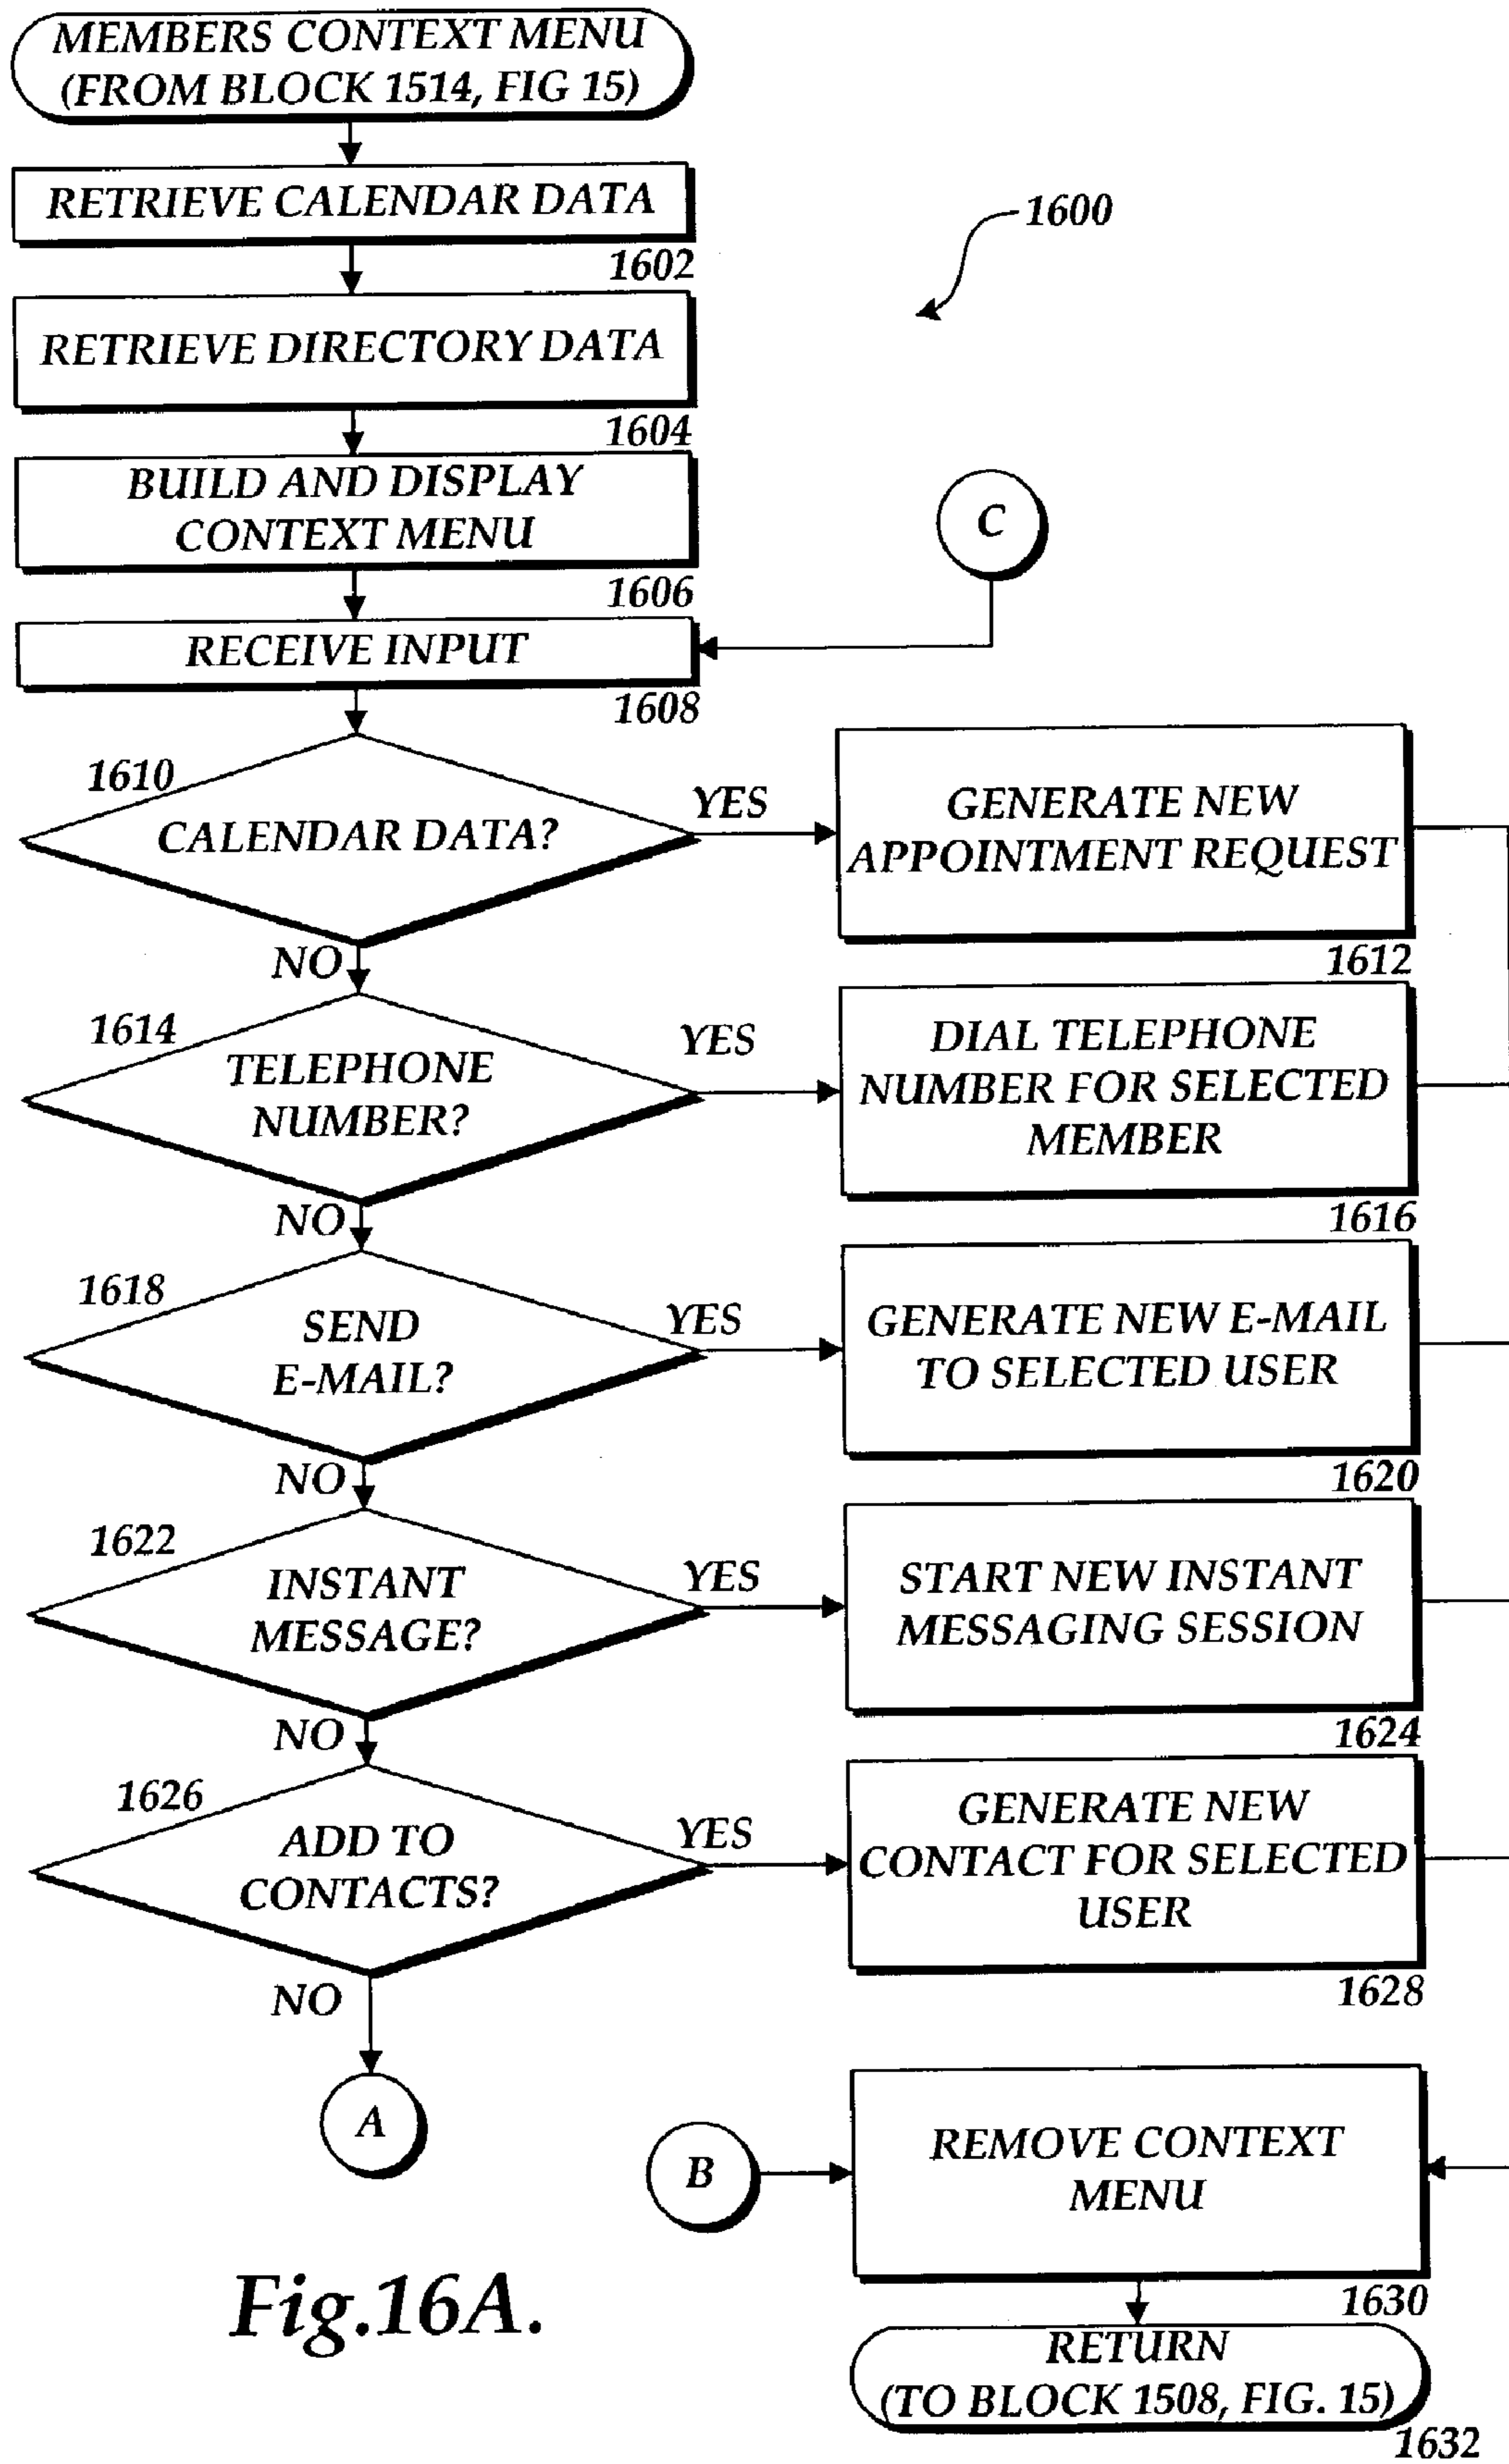 MEMBERS CONTEXT MENU
(FROM BLOCK 1514, FIG 15)
RETRIEVE CALENDAR DATA
1602
1600
RETRIEVE DIRECTORY DATA
1604
BUILD AND DISPLAY
CONTEXT MENU
1606
C
RECEIVE INPUT
1608
1610
CALENDAR DATA?
YES
GENERATE NEW
APPOINTMENT REQUEST
1612
NO
1614
TELEPHONE
NUMBER?
YES
DIAL TELEPHONE
NUMBER FOR SELECTED
MEMBER
1616
NO
1618
SEND
E-MAIL?
YES
GENERATE NEW E-MAIL
TO SELECTED USER
1620
NO
1622
INSTANT
MESSAGE?
YES
START NEW INSTANT
MESSAGING SESSION
1624
NO
1626
ADD TO
CONTACTS?
YES
GENERATE NEW
CONTACT FOR SELECTED
USER
1628
NO
A
B
REMOVE CONTEXT
MENU
1630
RETURN
(TO BLOCK 1508, FIG. 15)
1632
Fig.16A.